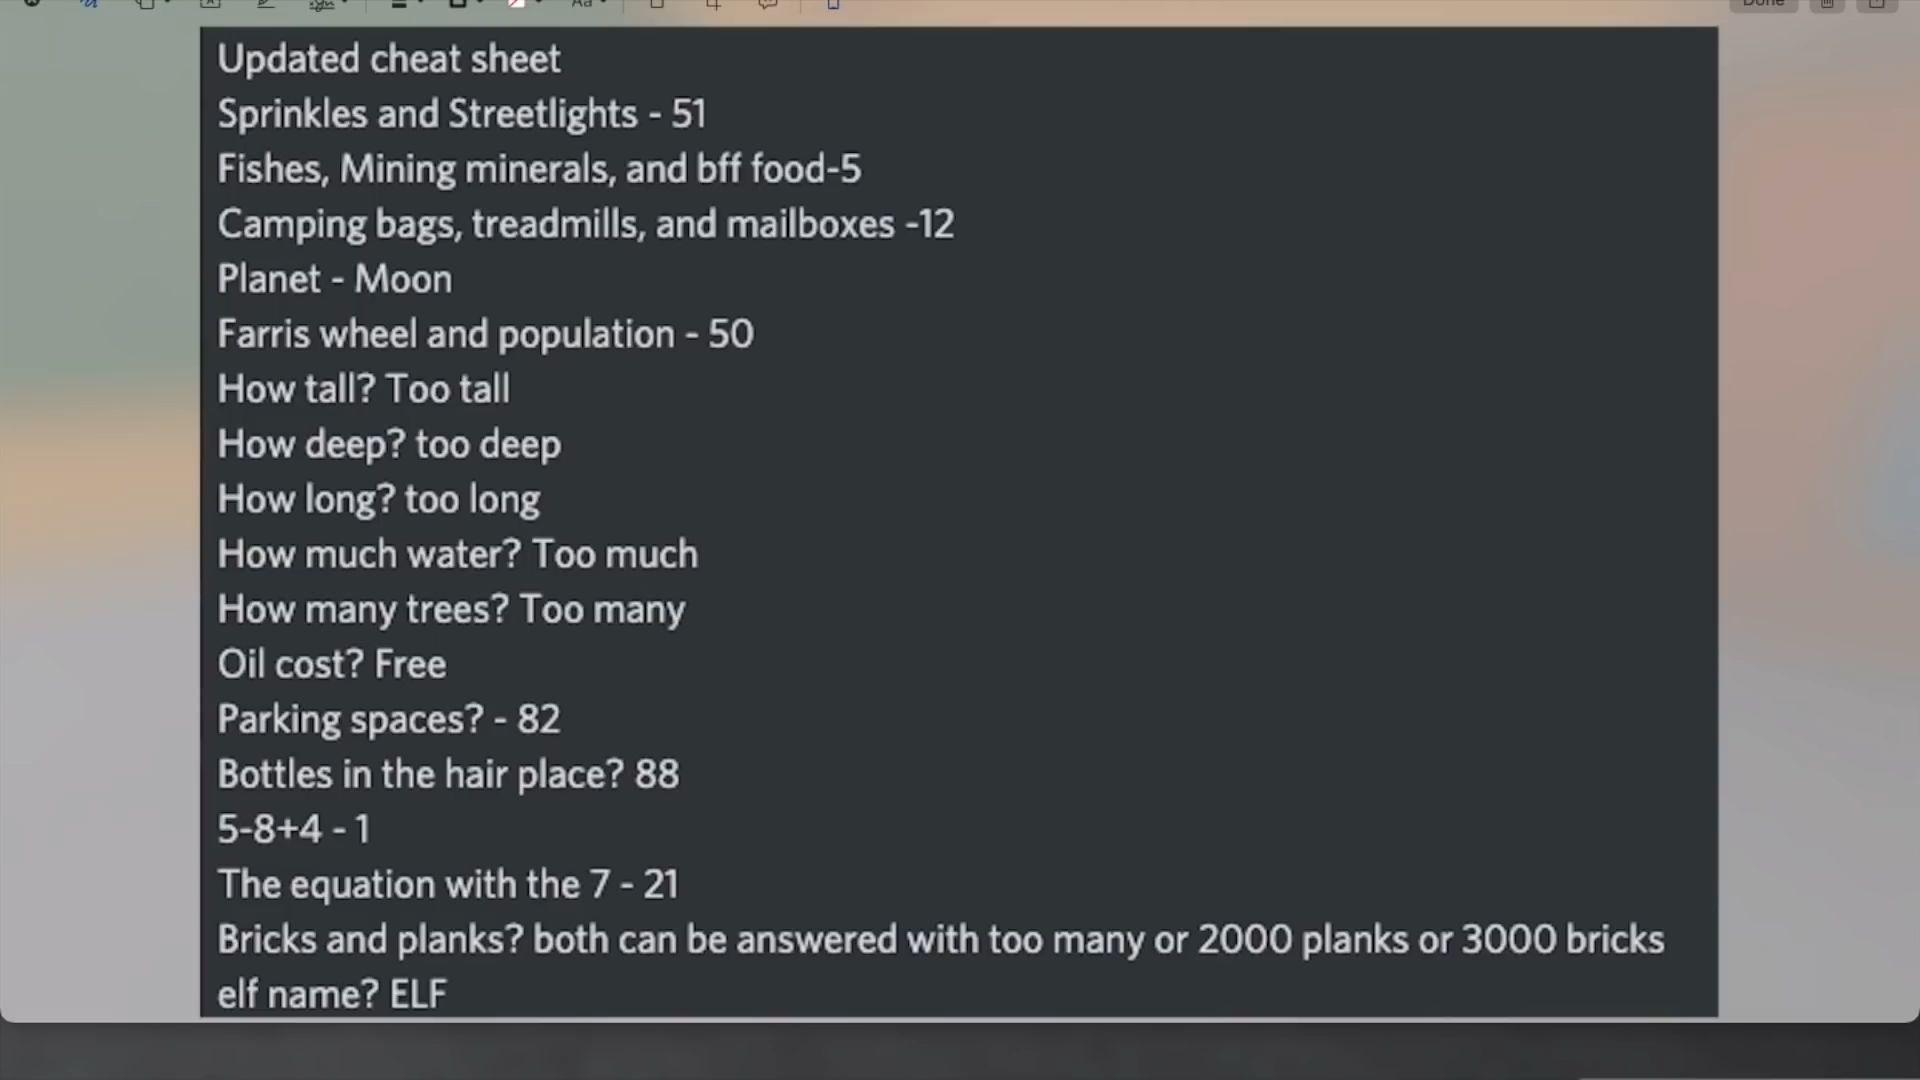 Done
Updated cheat sheet
Sprinkles and Streetlights - 51
Fishes, Mining minerals, and bff food-5
Camping bags, treadmills, and mailboxes -12
Planet - Moon
Farris wheel and population - 50
How tall? Too tall
How deep? too deep
How long? too long
How much water? Too much
How many trees? Too many
Oil cost? Free
Parking spaces? - 82
Bottles in the hair place? 88
5-8+4 - 1
The equation with the 7 - 21
Bricks and planks? both can be answered with too many or 2000 planks or 3000 bricks
elf name? ELF